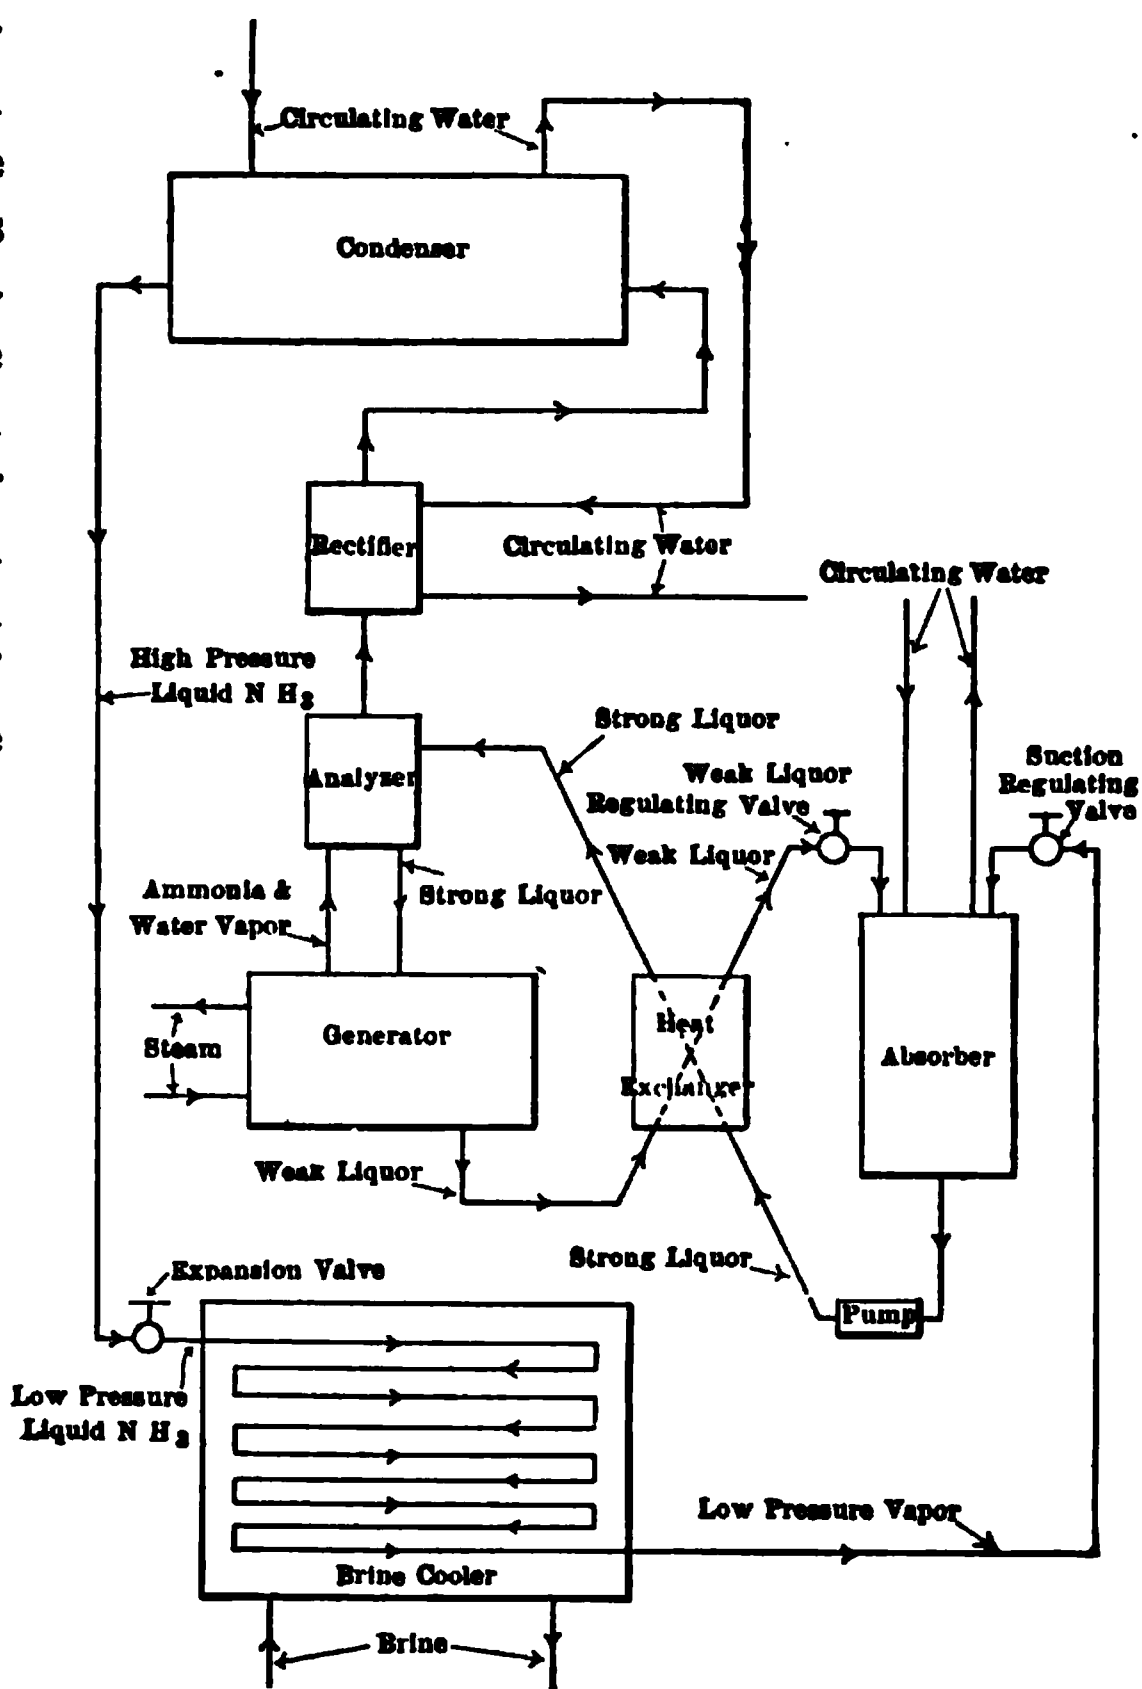 Circulating Water
Condenser
Rectifier
Circulating Water
Circulating Water
High Pressure
Liquid N H3
Strong Liquor
Analyzer
Weak Liquor
Regulating Valve
Suction
Regulating
Valve
Weak Liquor
Ammonia &
Water Vapor
Strong Liquor
Generator
Steam
Heat
Exchanger
Absorber
Weak Liquor
Strong Liquor
Expansion Valve
Pump
Low Pressure
Liquid N H3
Low Pressure Vapor
Brine Cooler
Brine